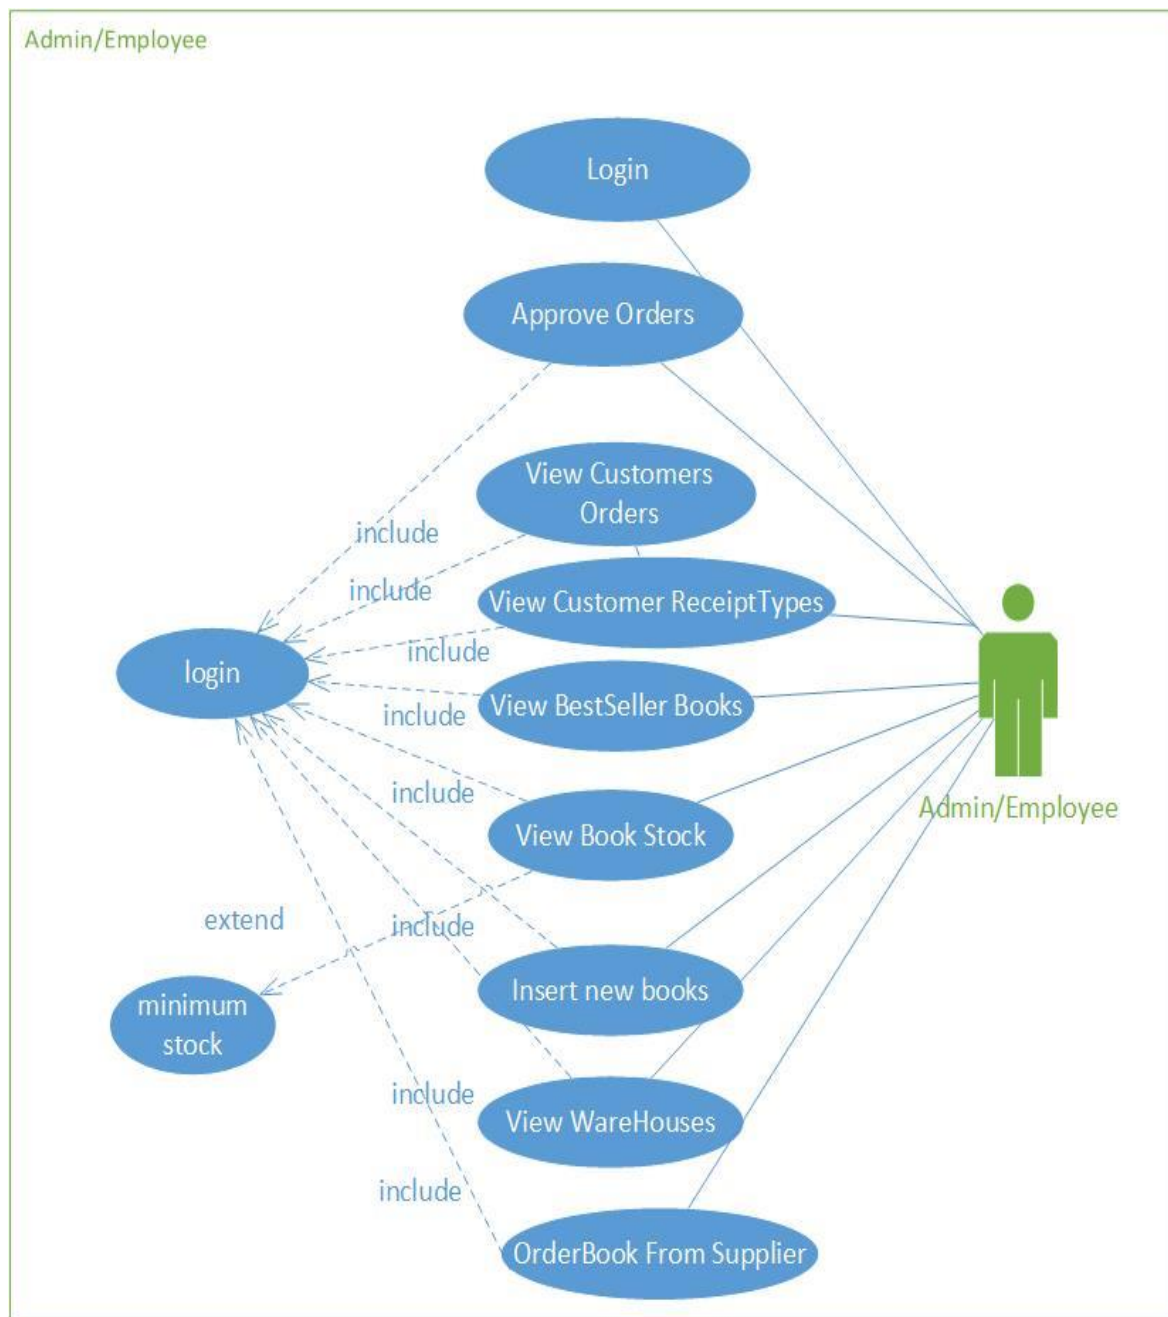 Admin/Employee
Login
Approve Orders
View Customers
Orders
include
include
View Customer ReceiptTypes
include
login
View BestSeller Books
include
include
View Book Stock
Admin/Employee
extend
include
minimum
stock
Insert new books
include
View WareHouses
include
OrderBook From Supplier